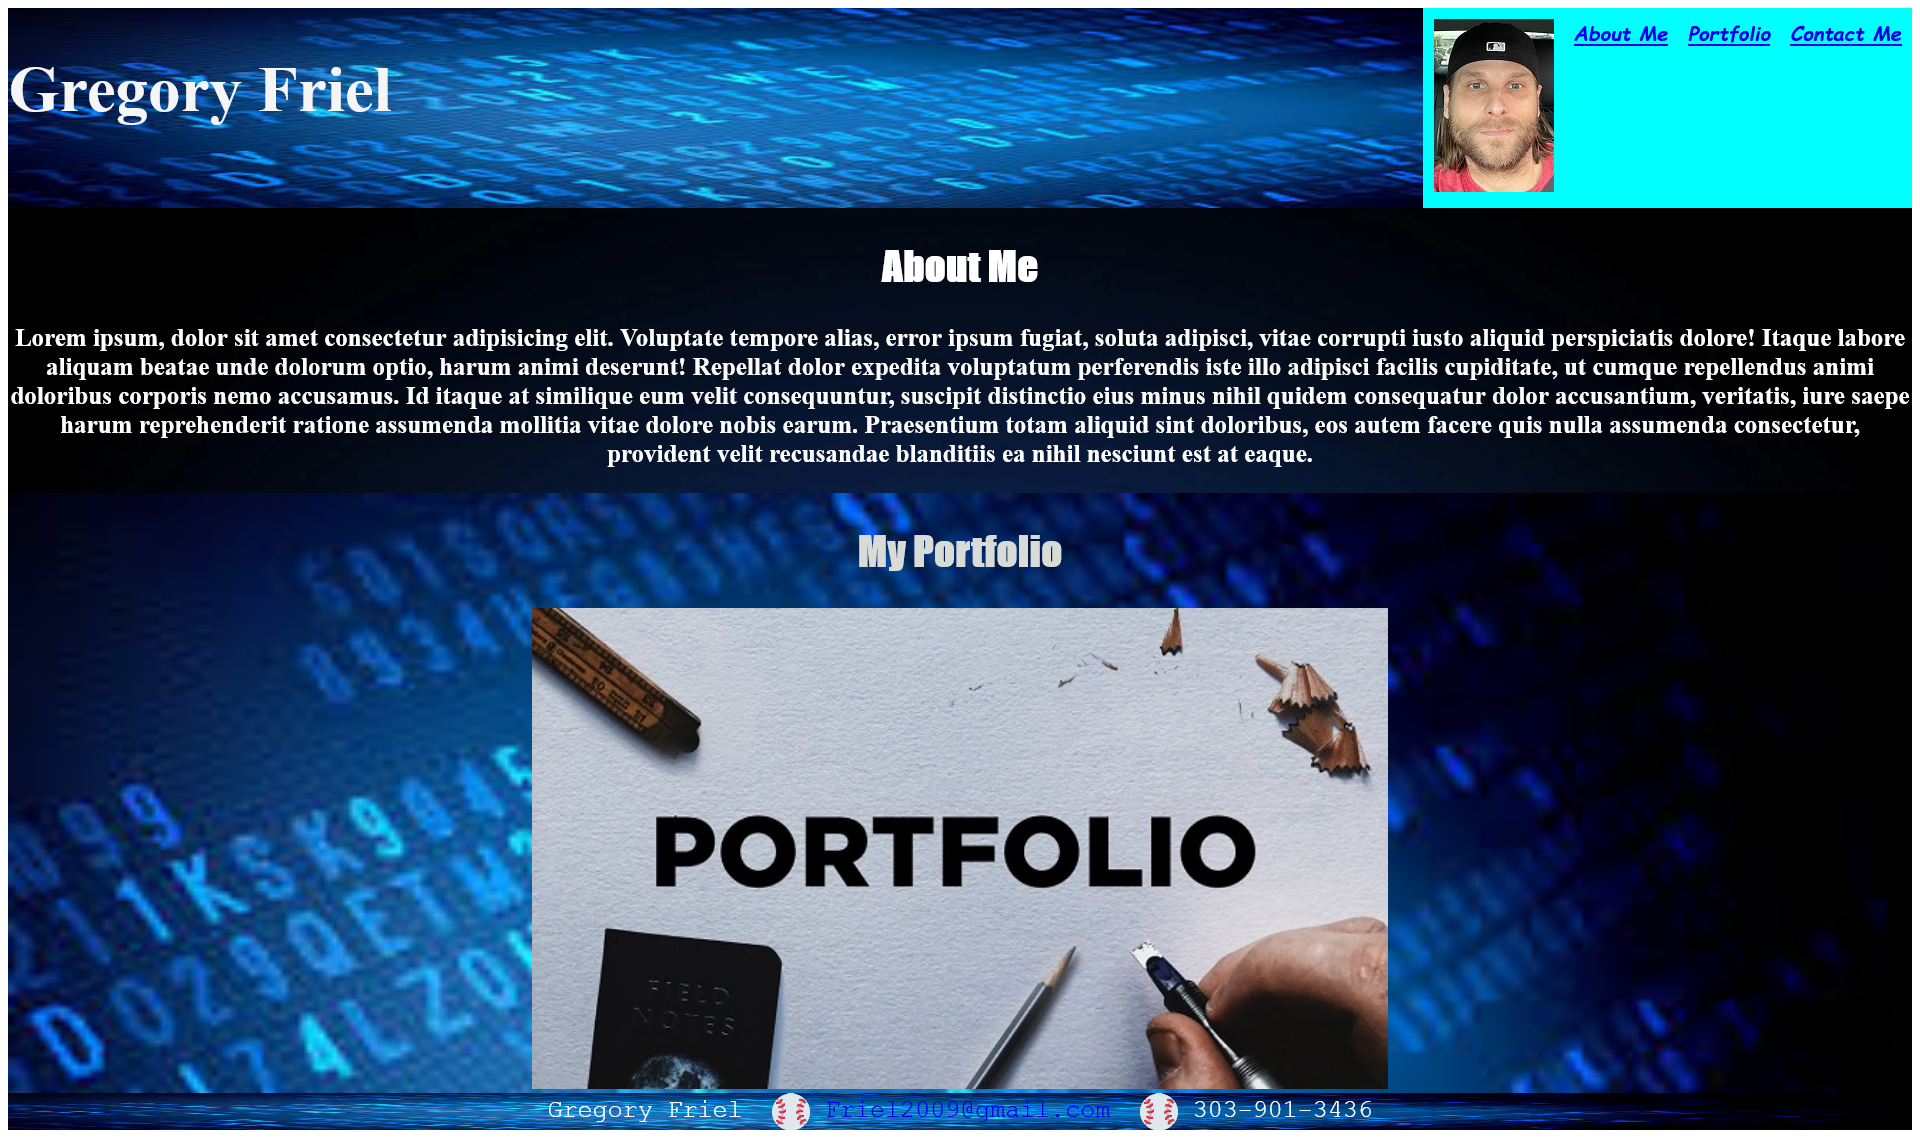 Gregory Friel
About Me Portfolio Contact Me
About Me
Lorem ipsum, dolor sit amet consectetur adipisicing elit. Voluptate tempore alias, error ipsum fugiat, soluta adipisci, vitae corrupti iusto aliquid perspiciatis dolore! Itaque labore
aliquam beatae unde dolorum optio, harum animi deserunt! Repellat dolor expedita voluptatum perferendis iste illo adipisci facilis cupiditate, ut cumque repellendus animi
doloribus corporis nemo accusamus. Id itaque at similique eum velit consequuntur, suscipit distinctio eius minus nihil quidem consequatur dolor accusantium, veritatis, iure saepe
harum reprehenderit ratione assumenda mollitia vitae dolore nobis earum. Praesentium totam aliquid sint doloribus, eos autem facere quis nulla assumenda consectetur,
provident velit recusandae blanditiis ea nihil nesciunt est at eaque.
My Portfolio
PORTFOLIO
FIELD
NOTES
Gregory Friel Friel2009@gmail.com 303-901-3436